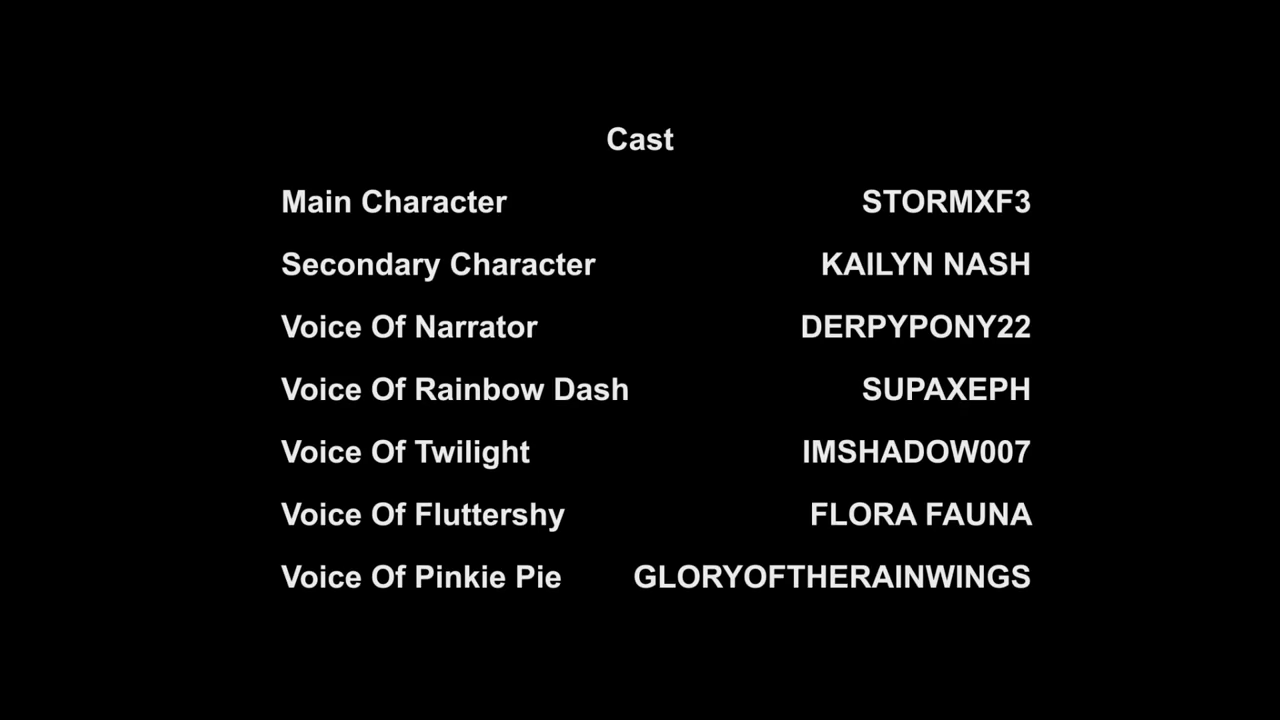 Cast
Main Character STORMXF3
Secondary Character KAILYN NASH
Voice Of Narrator DERPYPONY22
Voice Of Rainbow Dash SUPAXEPH
Voice Of Twilight IMSHADOW007
Voice Of Fluttershy FLORA FAUNA
Voice Of Pinkie Pie GLORYOFTHERAINWINGS